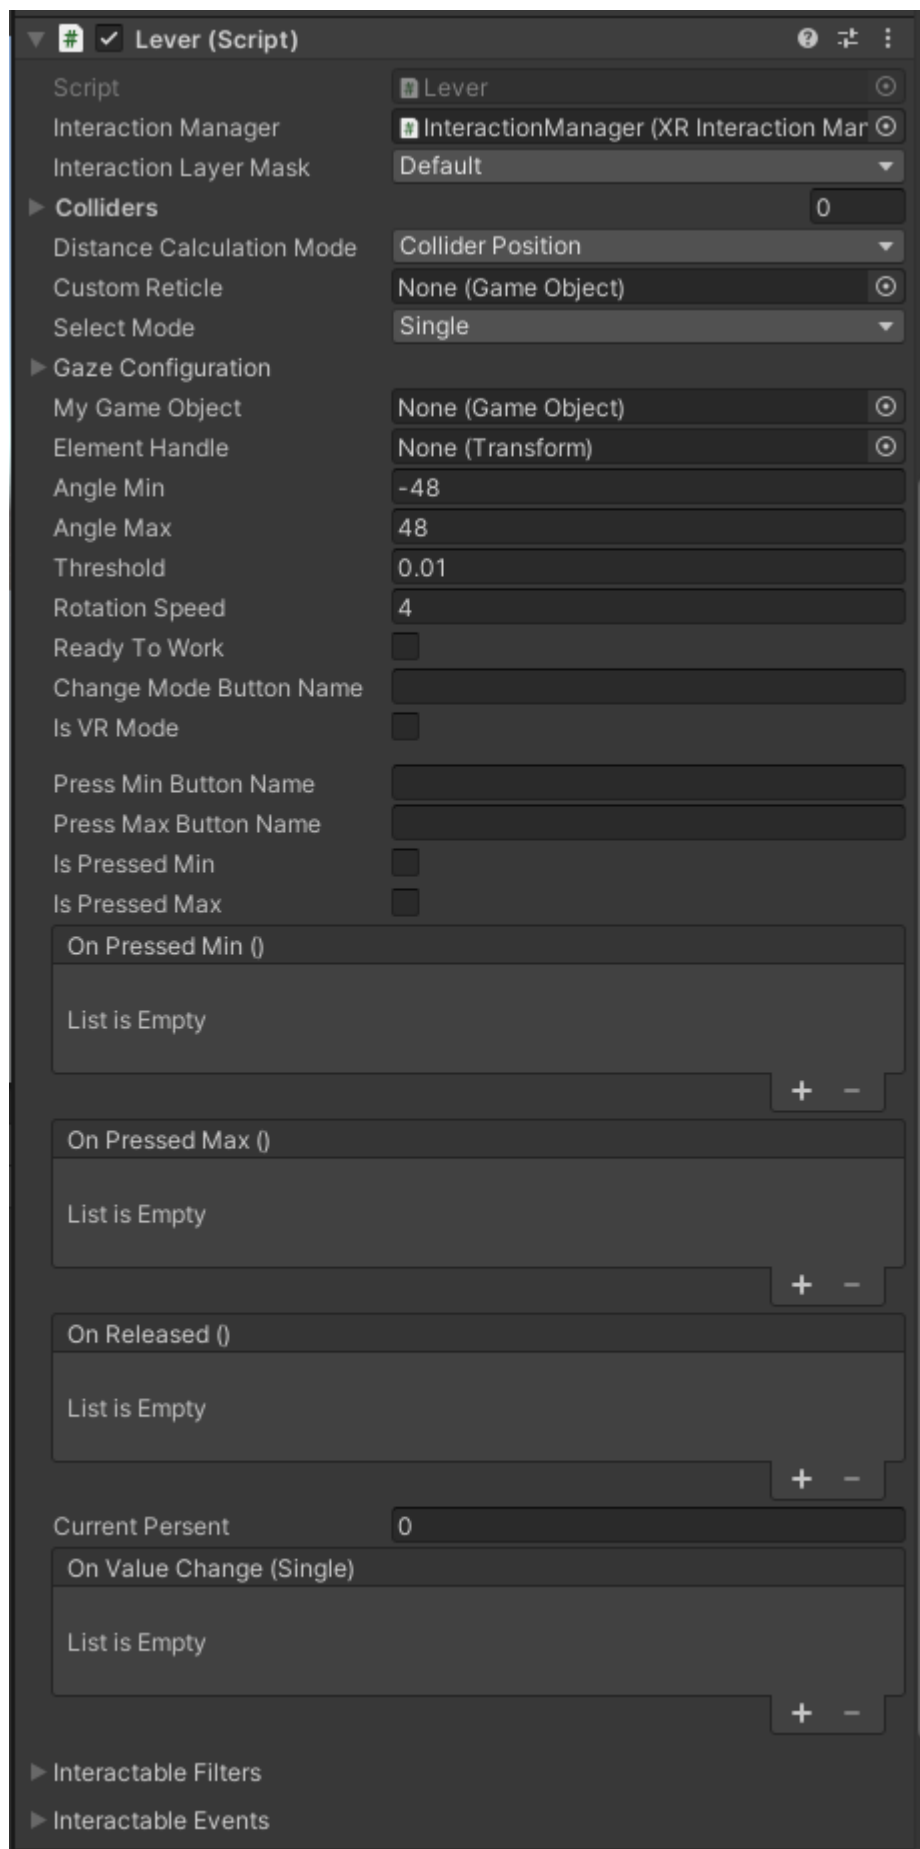 Lever (Script)
Script Lever
Interaction Manager InteractionManager (XR Interaction Mar
Interaction Layer Mask Default
Colliders 0
Distance Calculation Mode Collider Position
Custom Reticle None (Game Object)
Select Mode Single
Gaze Configuration
My Game Object None (Game Object)
Element Handle None (Transform)
Angle Min -48
Angle Max 48
Threshold 0.01
Rotation Speed 4
Ready To Work
Change Mode Button Name
Is VR Mode
Press Min Button Name
Press Max Button Name
Is Pressed Min
Is Pressed Max
On Pressed Min ()
List is Empty
+ −
On Pressed Max ()
List is Empty
+ −
On Released ()
List is Empty
+ −
Current Persent 0
On Value Change (Single)
List is Empty
+ −
Interactable Filters
Interactable Events